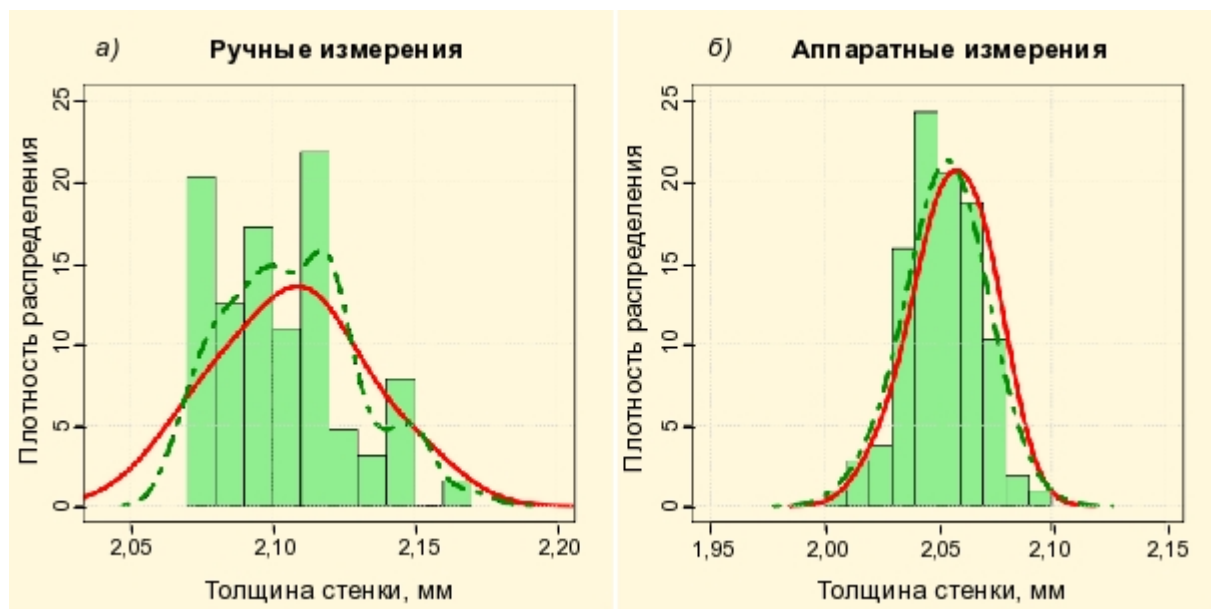 а) Ручные измерения
Плотность распределения
25
20
15
10
5
0
2,05 2,10 2,15 2,20
Толщина стенки, мм
б) Аппаратные измерения
Плотность распределения
25
20
15
10
5
0
1,95 2,00 2,05 2,10 2,15
Толщина стенки, мм